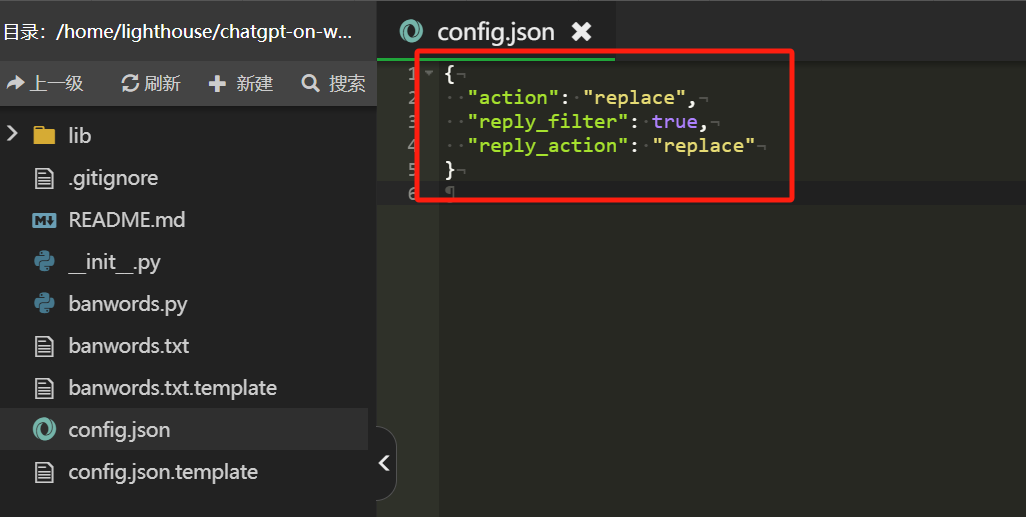 目录：/home/lighthouse/chatgpt-on-w...
上一级 刷新 新建 搜索
lib
.gitignore
README.md
__init__.py
banwords.py
banwords.txt
banwords.txt.template
config.json
config.json.template
config.json
1 {
2 "action": "replace",
3 "reply_filter": true,
4 "reply_action": "replace"
5 }
6